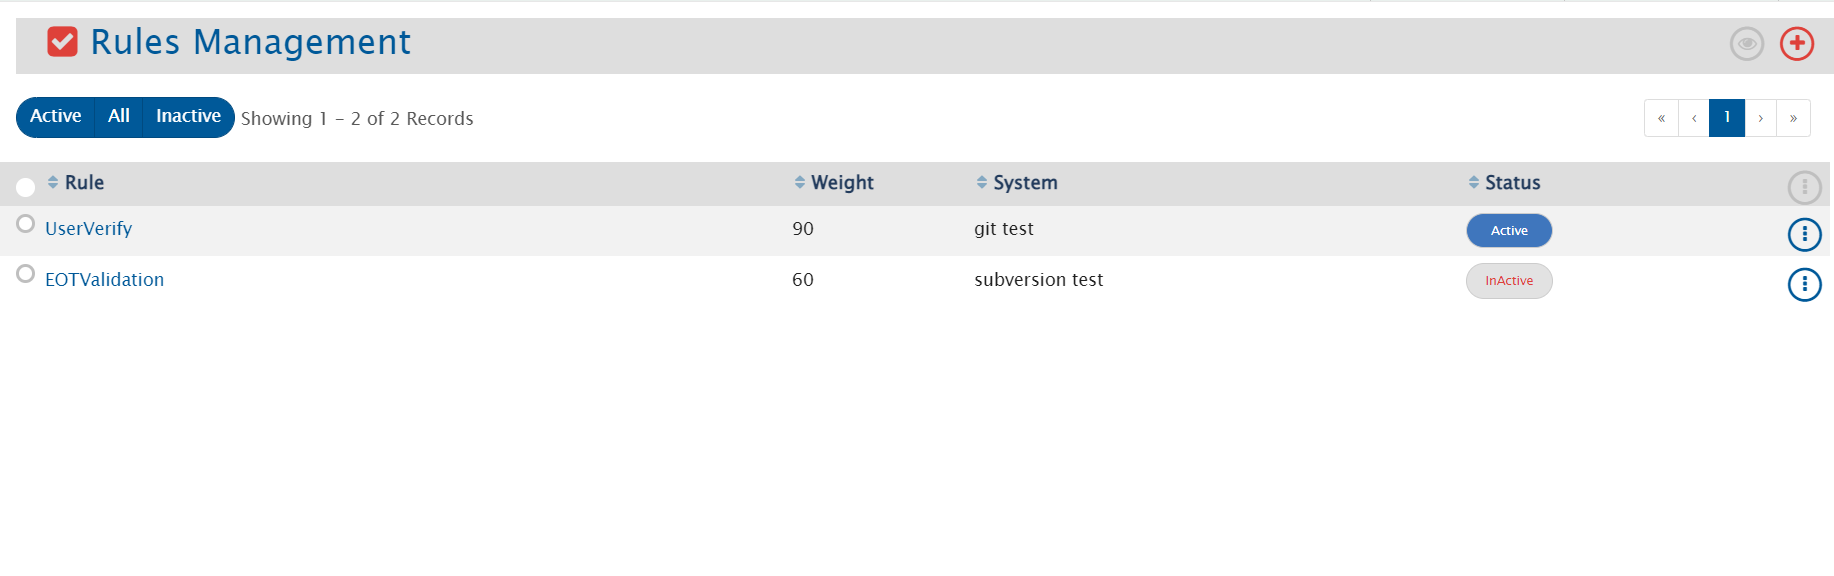 Rules Management
Active All Inactive Showing 1 - 2 of 2 Records « ‹ 1 › »
Rule Weight System Status
UserVerify 90 git test Active
EOTValidation 60 subversion test InActive